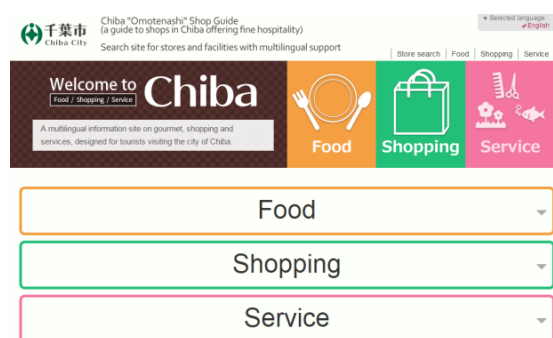 千葉市
Chiba City
Chiba "Omotenashi" Shop Guide
(a guide to shops in Chiba offering fine hospitality)
Search site for stores and facilities with multilingual support
▼ Selected language :
✔English
Store search | Food | Shopping | Service
Welcome to Chiba
Food / Shopping / Service
A multilingual information site on gourmet, shopping and
services, designed for tourists visiting the city of Chiba.
Food
Shopping
Service
Food
Shopping
Service